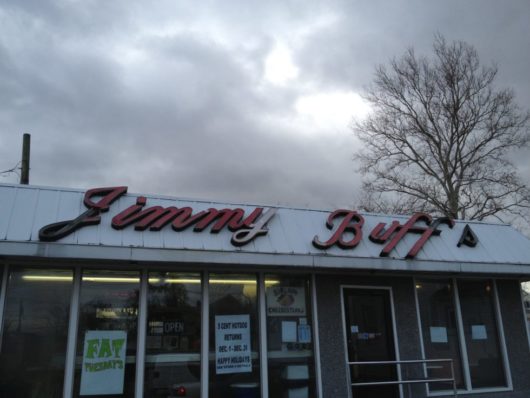 Jimmy Buff's
OPEN
FAT
TUESDAY'S
5 CENT HOTDOG
RETURNS
DEC. 1 - DEC. 31
HAPPY HOLIDAYS